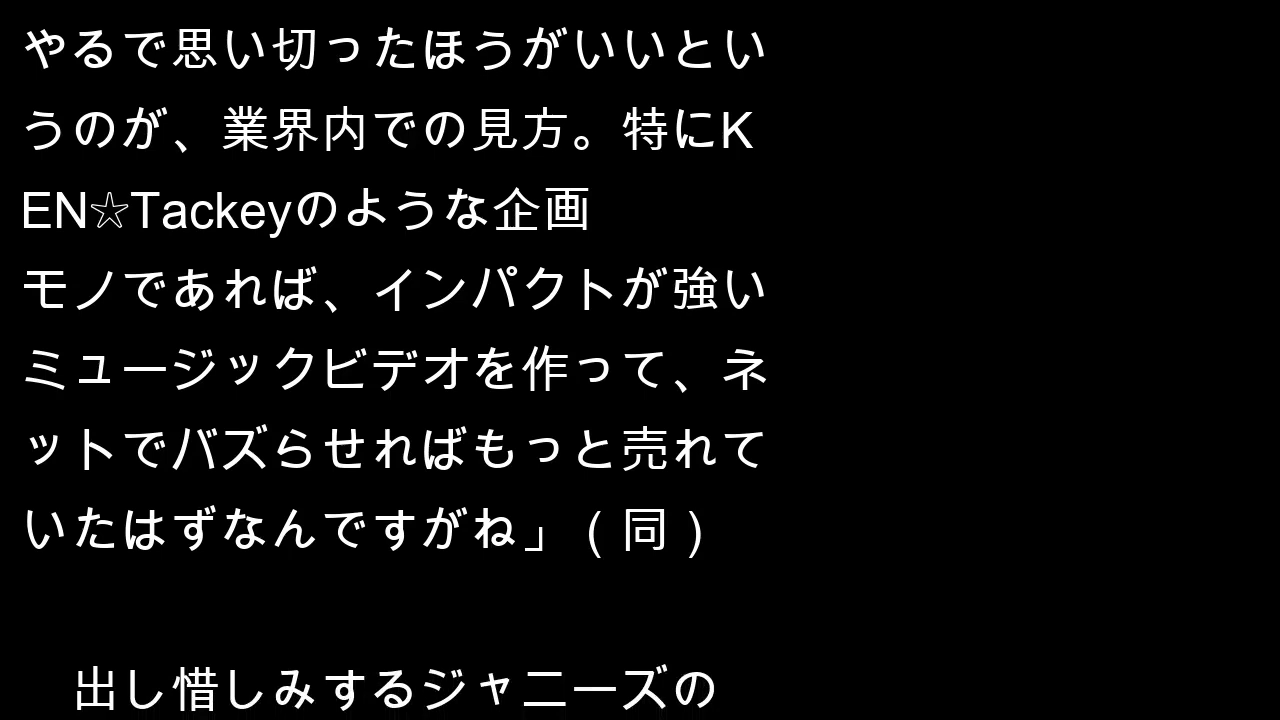 やるで思い切ったほうがいいとい
うのが、業界内での見方。特にK
EN☆Tackeyのような企画
モノであれば、インパクトが強い
ミュージックビデオを作って、ネ
ットでバズらせればもっと売れて
いたはずなんですがね」(同)
　出し惜しみするジャニーズの